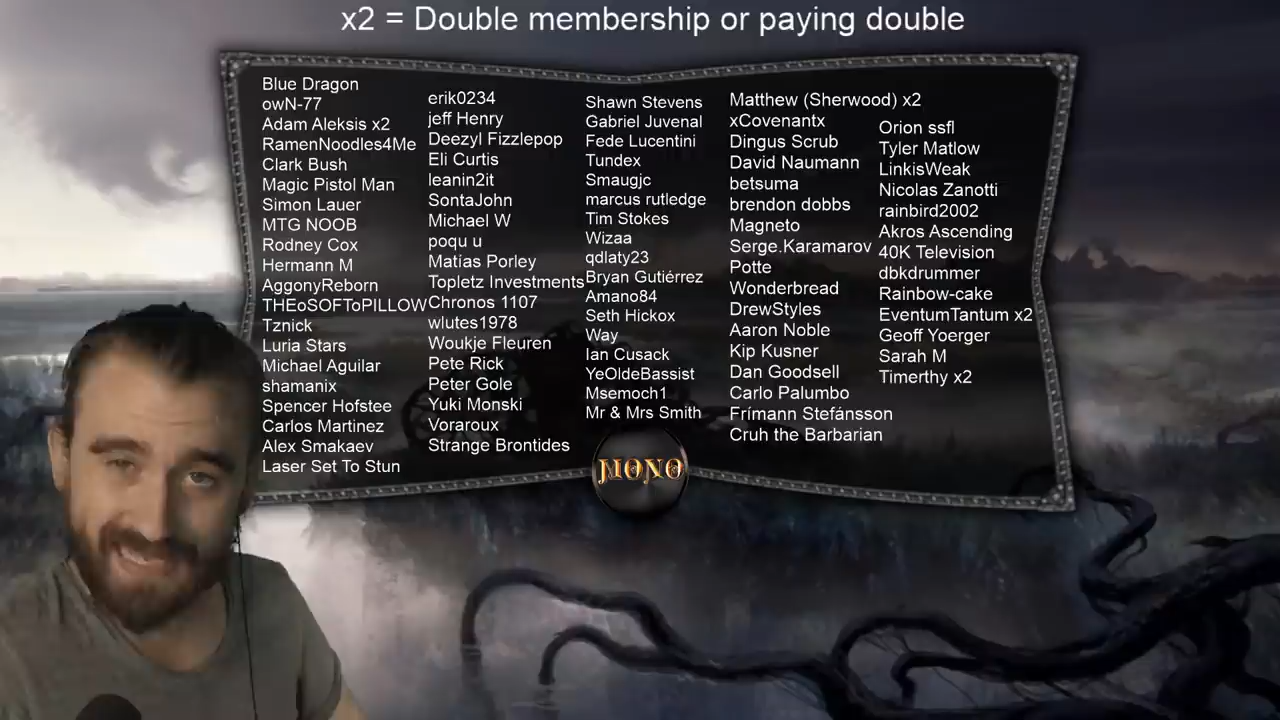 x2 = Double membership or paying double
Blue Dragon
owN-77
Adam Aleksis x2
RamenNoodles4Me
Clark Bush
Magic Pistol Man
Simon Lauer
MTG NOOB
Rodney Cox
Hermann M
AggonyReborn
THEoSOFToPILLOW
Tznick
Luria Stars
Michael Aguilar
shamanix
Spencer Hofstee
Carlos Martinez
Alex Smakaev
Laser Set To Stun
erik0234
jeff Henry
Deezyl Fizzlepop
Eli Curtis
leanin2it
SontaJohn
Michael W
poqu u
Matías Porley
Topletz Investments
Chronos 1107
wlutes1978
Woukje Fleuren
Pete Rick
Peter Gole
Yuki Monski
Voraroux
Strange Brontides
Shawn Stevens
Gabriel Juvenal
Fede Lucentini
Tundex
Smaugjc
marcus rutledge
Tim Stokes
Wizaa
qdlaty23
Bryan Gutiérrez
Amano84
Seth Hickox
Way
Ian Cusack
YeOldeBassist
Msemoch1
Mr & Mrs Smith
Matthew (Sherwood) x2
xCovenantx
Dingus Scrub
David Naumann
betsuma
brendon dobbs
Magneto
Serge.Karamarov
Potte
Wonderbread
DrewStyles
Aaron Noble
Kip Kusner
Dan Goodsell
Carlo Palumbo
Frímann Stefánsson
Cruh the Barbarian
Orion ssfl
Tyler Matlow
LinkisWeak
Nicolas Zanotti
rainbird2002
Akros Ascending
40K Television
dbkdrummer
Rainbow-cake
EventumTantum x2
Geoff Yoerger
Sarah M
Timerthy x2
MONO